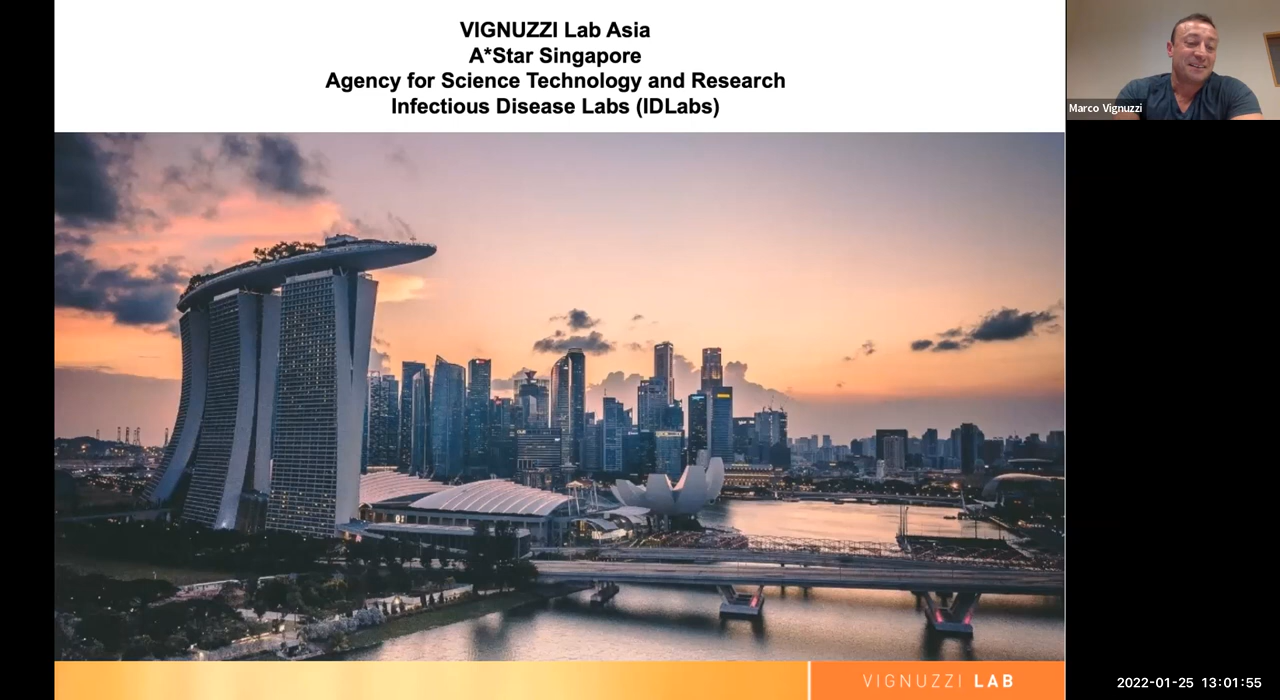 VIGNUZZI Lab Asia
A*Star Singapore
Agency for Science Technology and Research
Infectious Disease Labs (IDLabs)
Marco Vignuzzi
VIGNUZZI LAB
2022-01-25 13:01:55